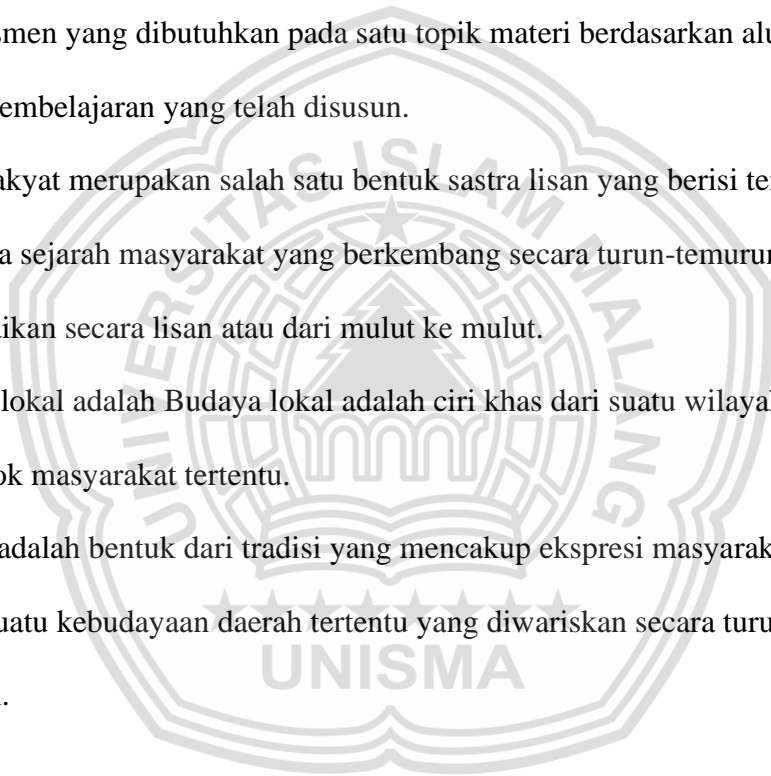 smen yang dibutuhkan pada satu topik materi berdasarkan alu
embelajaran yang telah disusun.
akyat merupakan salah satu bentuk sastra lisan yang berisi te
a sejarah masyarakat yang berkembang secara turun-temurun
aikan secara lisan atau dari mulut ke mulut.
lokal adalah Budaya lokal adalah ciri khas dari suatu wilayah
ok masyarakat tertentu.
adalah bentuk dari tradisi yang mencakup ekspresi masyarak
uatu kebudayaan daerah tertentu yang diwariskan secara turu
.
UNIVERSITAS ISLAM MALANG
UNISMA